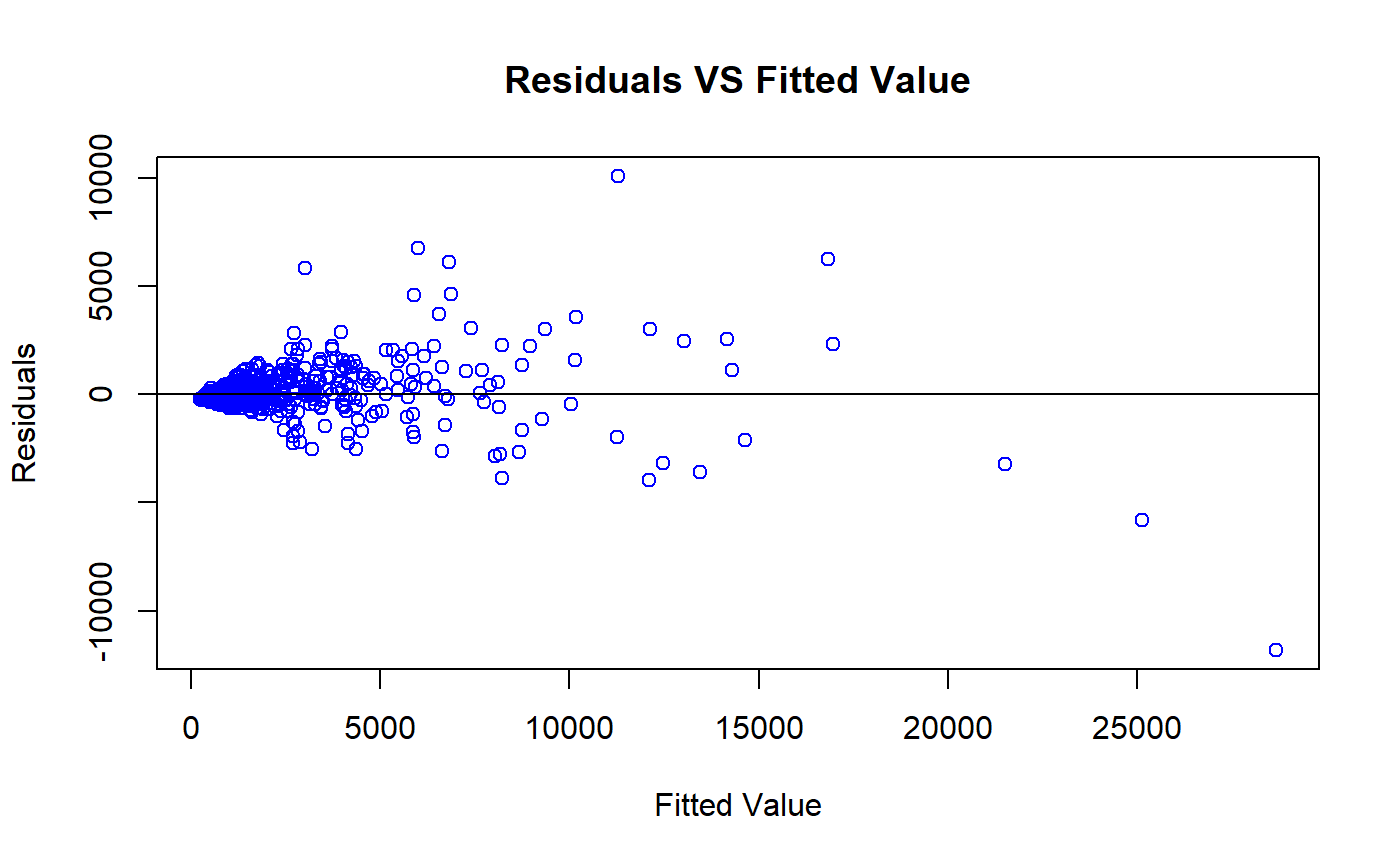 Residuals VS Fitted Value
10000
5000
0
-10000
Residuals
0 5000 10000 15000 20000 25000
Fitted Value